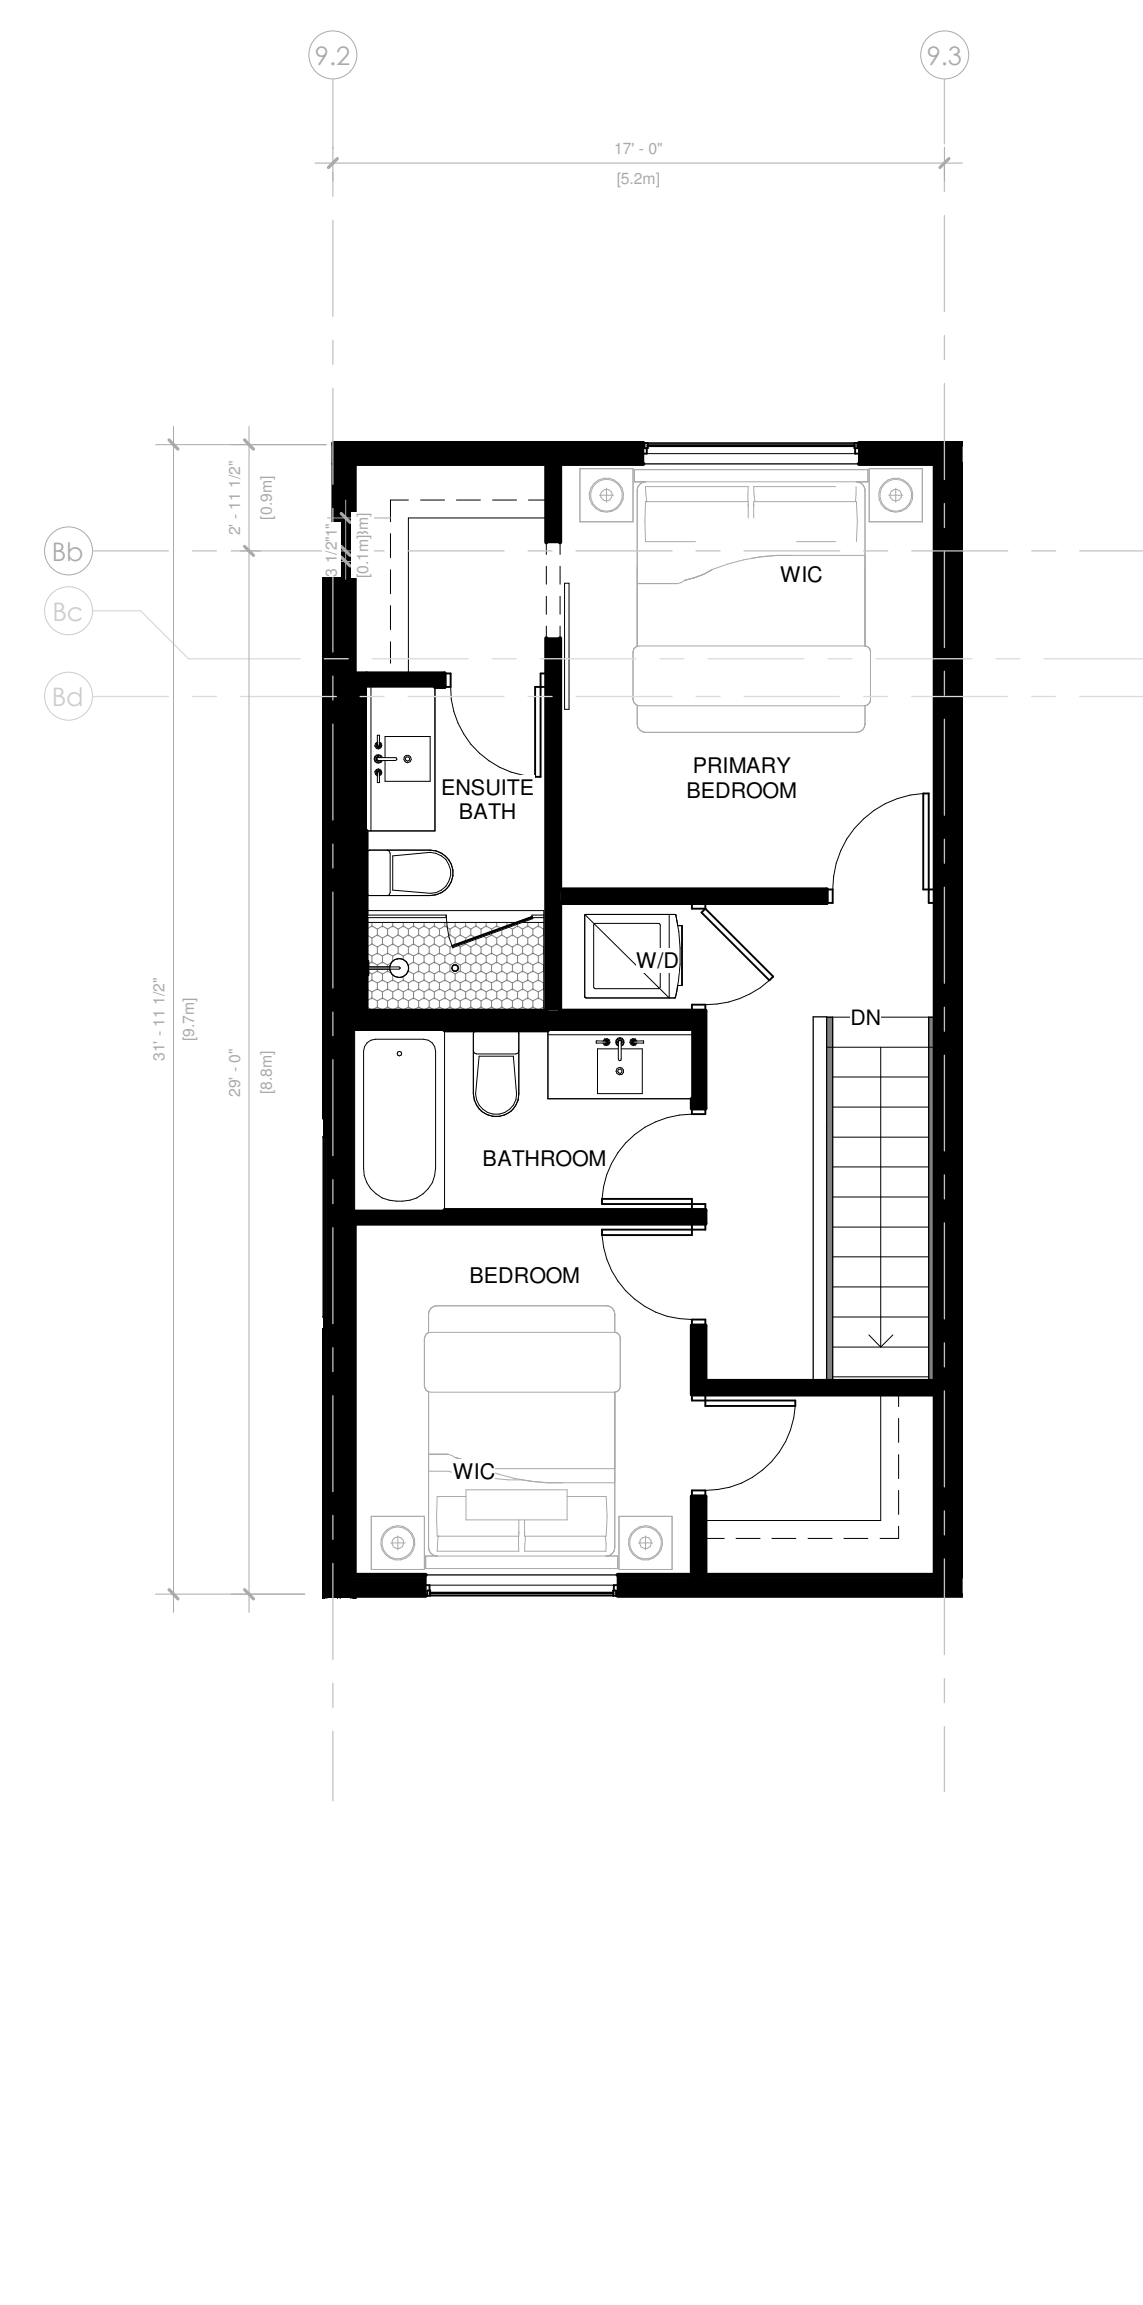 9.2
9.3
17' - 0"
[5.2m]
2' - 11 1/2"
[0.9m]
Bb
Bc
Bd
WIC
PRIMARY
BEDROOM
ENSUITE
BATH
W/D
DN
31' - 11 1/2"
[9.7m]
29' - 0"
[8.8m]
BATHROOM
BEDROOM
WIC